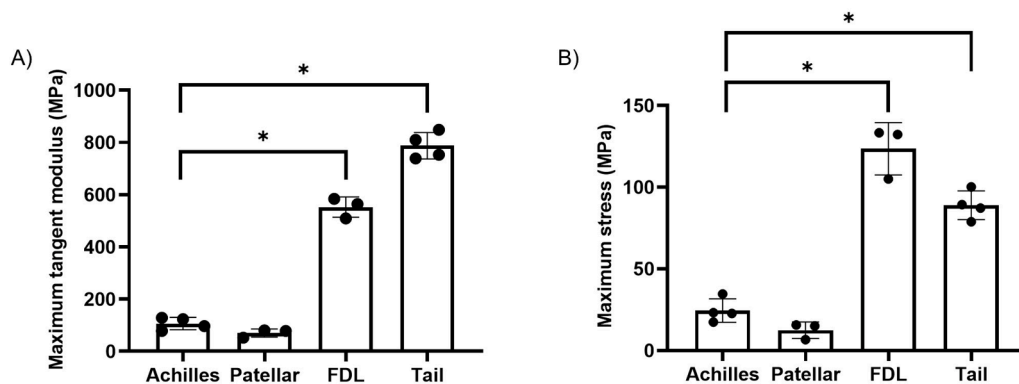 A)
Maximum tangent modulus (MPa)
1000
800
600
400
200
0
*
*
Achilles Patellar FDL Tail
B)
Maximum stress (MPa)
150
100
50
0
*
*
Achilles Patellar FDL Tail